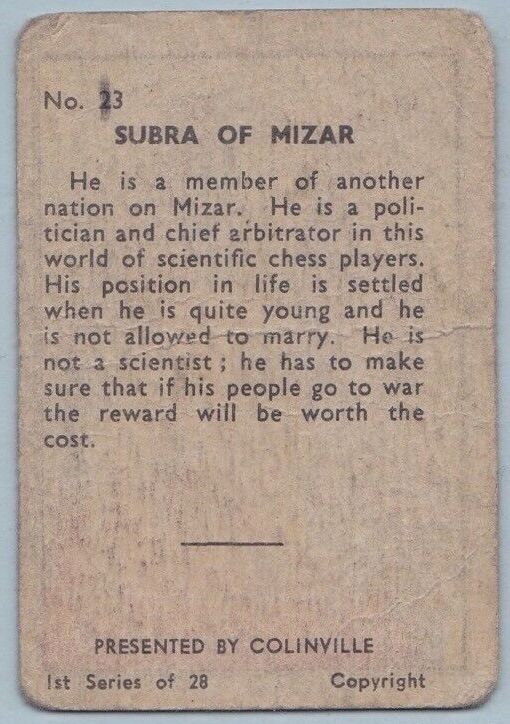 No. 23
SUBRA OF MIZAR
He is a member of another
nation on Mizar. He is a poli-
tician and chief arbitrator in this
world of scientific chess players.
His position in life is settled
when he is quite young and he
is not allowed to marry. He is
not a scientist ; he has to make
sure that if his people go to war
the reward will be worth the
cost.
PRESENTED BY COLINVILLE
1st Series of 28 Copyright